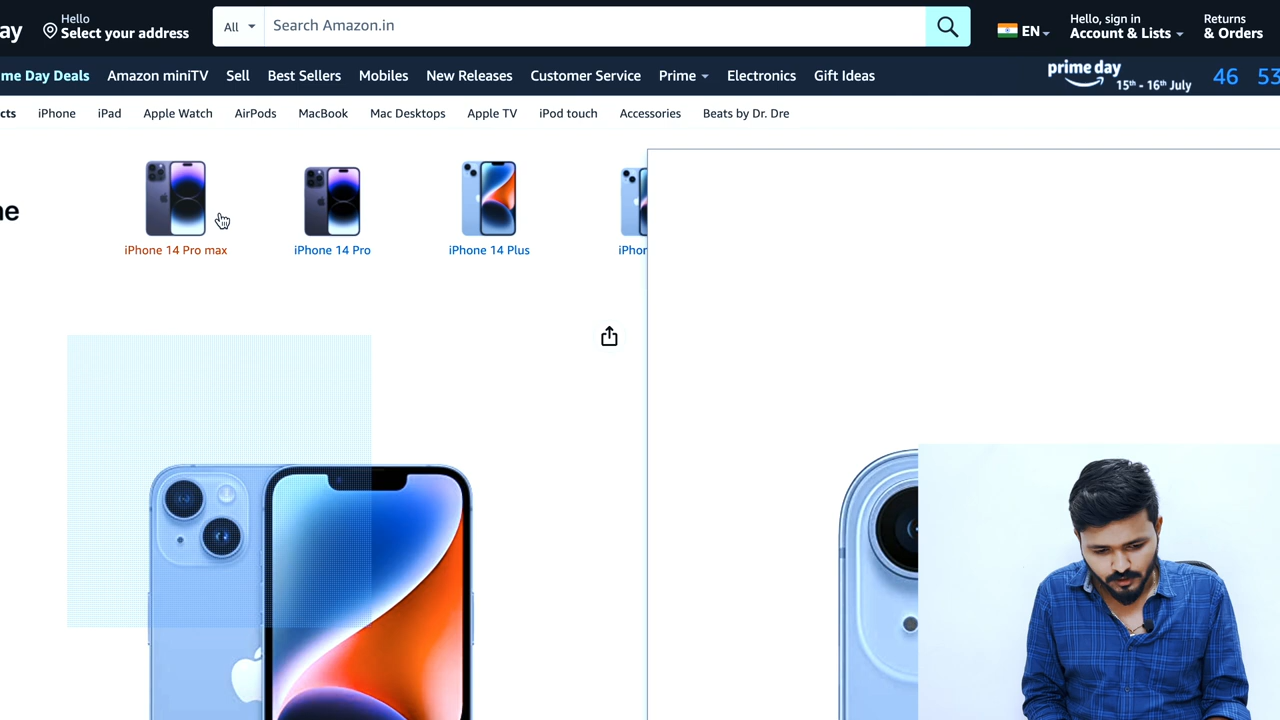 ay
Hello
Select your address
All
Search Amazon.in
EN
Hello, sign in
Account & Lists
Returns
& Orders
me Day Deals
Amazon miniTV
Sell
Best Sellers
Mobiles
New Releases
Customer Service
Prime
Electronics
Gift Ideas
prime day
15th - 16th July
46
53
cts
iPhone
iPad
Apple Watch
AirPods
MacBook
Mac Desktops
Apple TV
iPod touch
Accessories
Beats by Dr. Dre
ne
iPhone 14 Pro max
iPhone 14 Pro
iPhone 14 Plus
iPhor